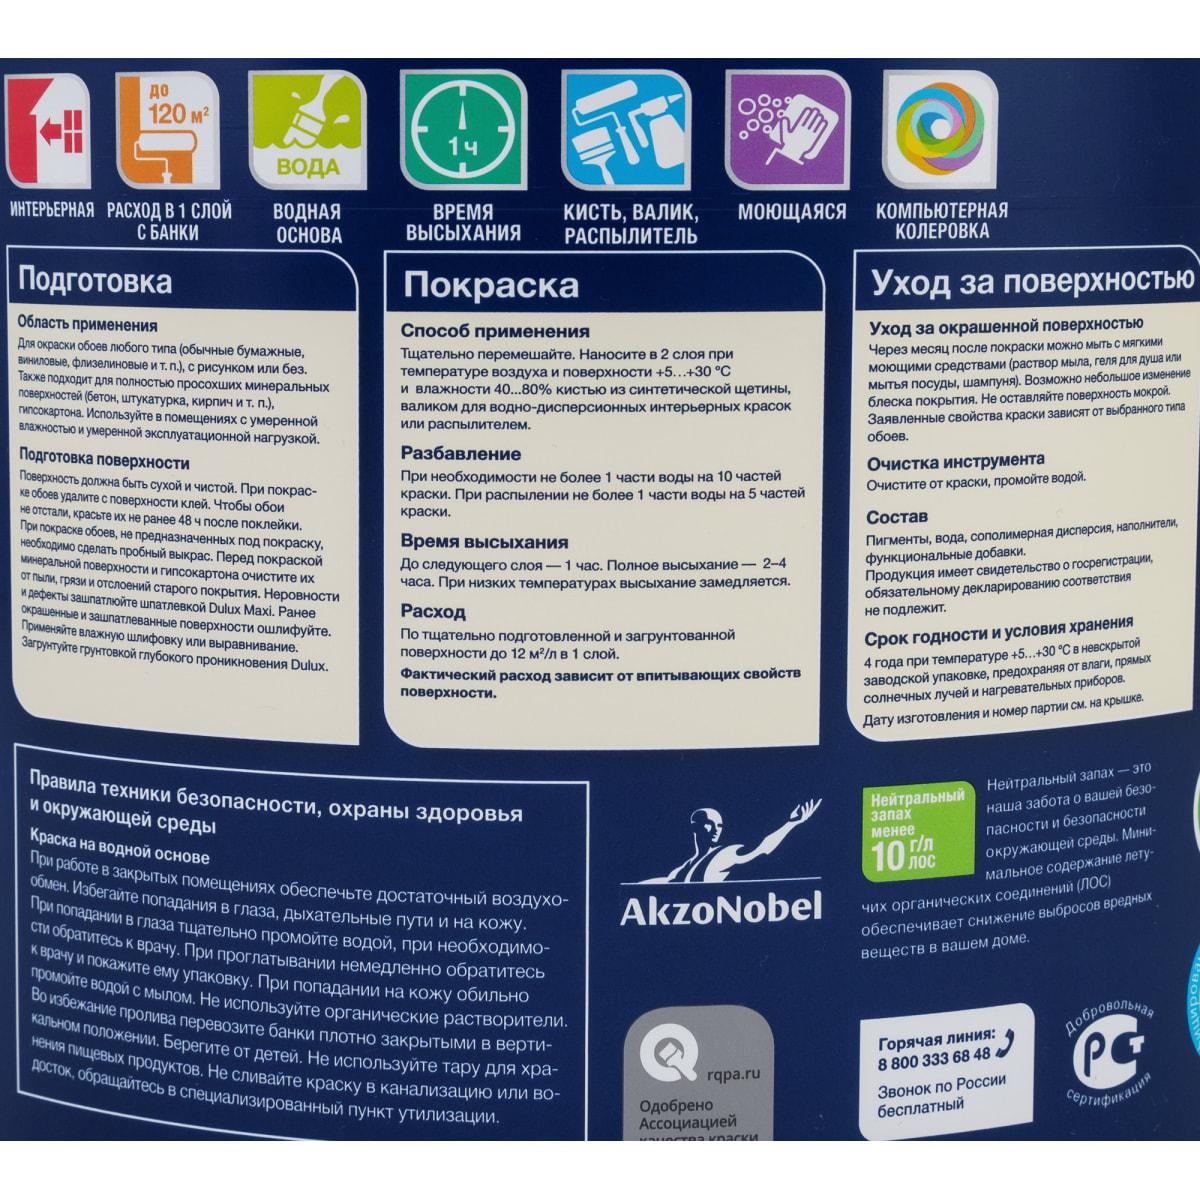 ИНТЕРЬЕРНАЯ
до
120 м²
РАСХОД В 1 СЛОЙ
С БАНКИ
ВОДА
ВОДНАЯ
ОСНОВА
1 ч
ВРЕМЯ
ВЫСЫХАНИЯ
КИСТЬ, ВАЛИК,
РАСПЫЛИТЕЛЬ
МОЮЩАЯСЯ
КОМПЬЮТЕРНАЯ
КОЛЕРОВКА
Подготовка
Область применения
Для окраски обоев любого типа (обычные бумажные,
виниловые, флизелиновые и т. п.), с рисунком или без.
Также подходит для полностью просохших минеральных
поверхностей (бетон, штукатурка, кирпич и т. п.),
гипсокартона. Используйте в помещениях с умеренной
влажностью и умеренной эксплуатационной нагрузкой.
Подготовка поверхности
Поверхность должна быть сухой и чистой. При покрас-
ке обоев удалите с поверхности клей. Чтобы обои
не отстали, красьте их не ранее 48 ч после поклейки.
При покраске обоев, не предназначенных под покраску,
необходимо сделать пробный выкрас. Перед покраской
минеральной поверхности и гипсокартона очистите их
от пыли, грязи и отслоений старого покрытия. Неровности
и дефекты зашпатлюйте шпатлевкой Dulux Maxi. Ранее
окрашенные и зашпатлеванные поверхности ошлифуйте.
Применяйте влажную шлифовку или выравнивание.
Загрунтуйте грунтовкой глубокого проникновения Dulux.
Покраска
Способ применения
Тщательно перемешайте. Наносите в 2 слоя при
температуре воздуха и поверхности +5...+30 °C
и влажности 40...80% кистью из синтетической щетины,
валиком для водно-дисперсионных интерьерных красок
или распылителем.
Разбавление
При необходимости не более 1 части воды на 10 частей
краски. При распылении не более 1 части воды на 5 частей
краски.
Время высыхания
До следующего слоя — 1 час. Полное высыхание — 2–4
часа. При низких температурах высыхание замедляется.
Расход
По тщательно подготовленной и загрунтованной
поверхности до 12 м²/л в 1 слой.
Фактический расход зависит от впитывающих свойств
поверхности.
Уход за поверхностью
Уход за окрашенной поверхностью
Через месяц после покраски можно мыть с мягкими
моющими средствами (раствор мыла, геля для душа или
мытья посуды, шампуня). Возможно небольшое изменение
блеска покрытия. Не оставляйте поверхность мокрой.
Заявленные свойства краски зависят от выбранного типа
обоев.
Очистка инструмента
Очистите от краски, промойте водой.
Состав
Пигменты, вода, сополимерная дисперсия, наполнители,
функциональные добавки.
Продукция имеет свидетельство о госрегистрации,
обязательному декларированию соответствия
не подлежит.
Срок годности и условия хранения
4 года при температуре +5...+30 °C в невскрытой
заводской упаковке, предохраняя от влаги, прямых
солнечных лучей и нагревательных приборов.
Дату изготовления и номер партии см. на крышке.
Правила техники безопасности, охраны здоровья
и окружающей среды
Краска на водной основе
При работе в закрытых помещениях обеспечьте достаточный воздухо-
обмен. Избегайте попадания в глаза, дыхательные пути и на кожу.
При попадании в глаза тщательно промойте водой, при необходимо-
сти обратитесь к врачу. При проглатывании немедленно обратитесь
к врачу и покажите ему упаковку. При попадании на кожу обильно
промойте водой с мылом. Не используйте органические растворители.
Во избежание пролива перевозите банки плотно закрытыми в верти-
кальном положении. Берегите от детей. Не используйте тару для хра-
нения пищевых продуктов. Не сливайте краску в канализацию или во-
досток, обращайтесь в специализированный пункт утилизации.
AkzoNobel
Нейтральный
запах
менее
10 г/л
ЛОС
Нейтральный запах — это
наша забота о вашей безо-
пасности и безопасности
окружающей среды. Мини-
мальное содержание лету-
чих органических соединений (ЛОС)
обеспечивает снижение выбросов вредных
веществ в вашем доме.
rqpa.ru
Одобрено
Ассоциацией
качества краски
Горячая линия:
8 800 333 68 48
Звонок по России
бесплатный
Добровольная
РСТ
сертификация